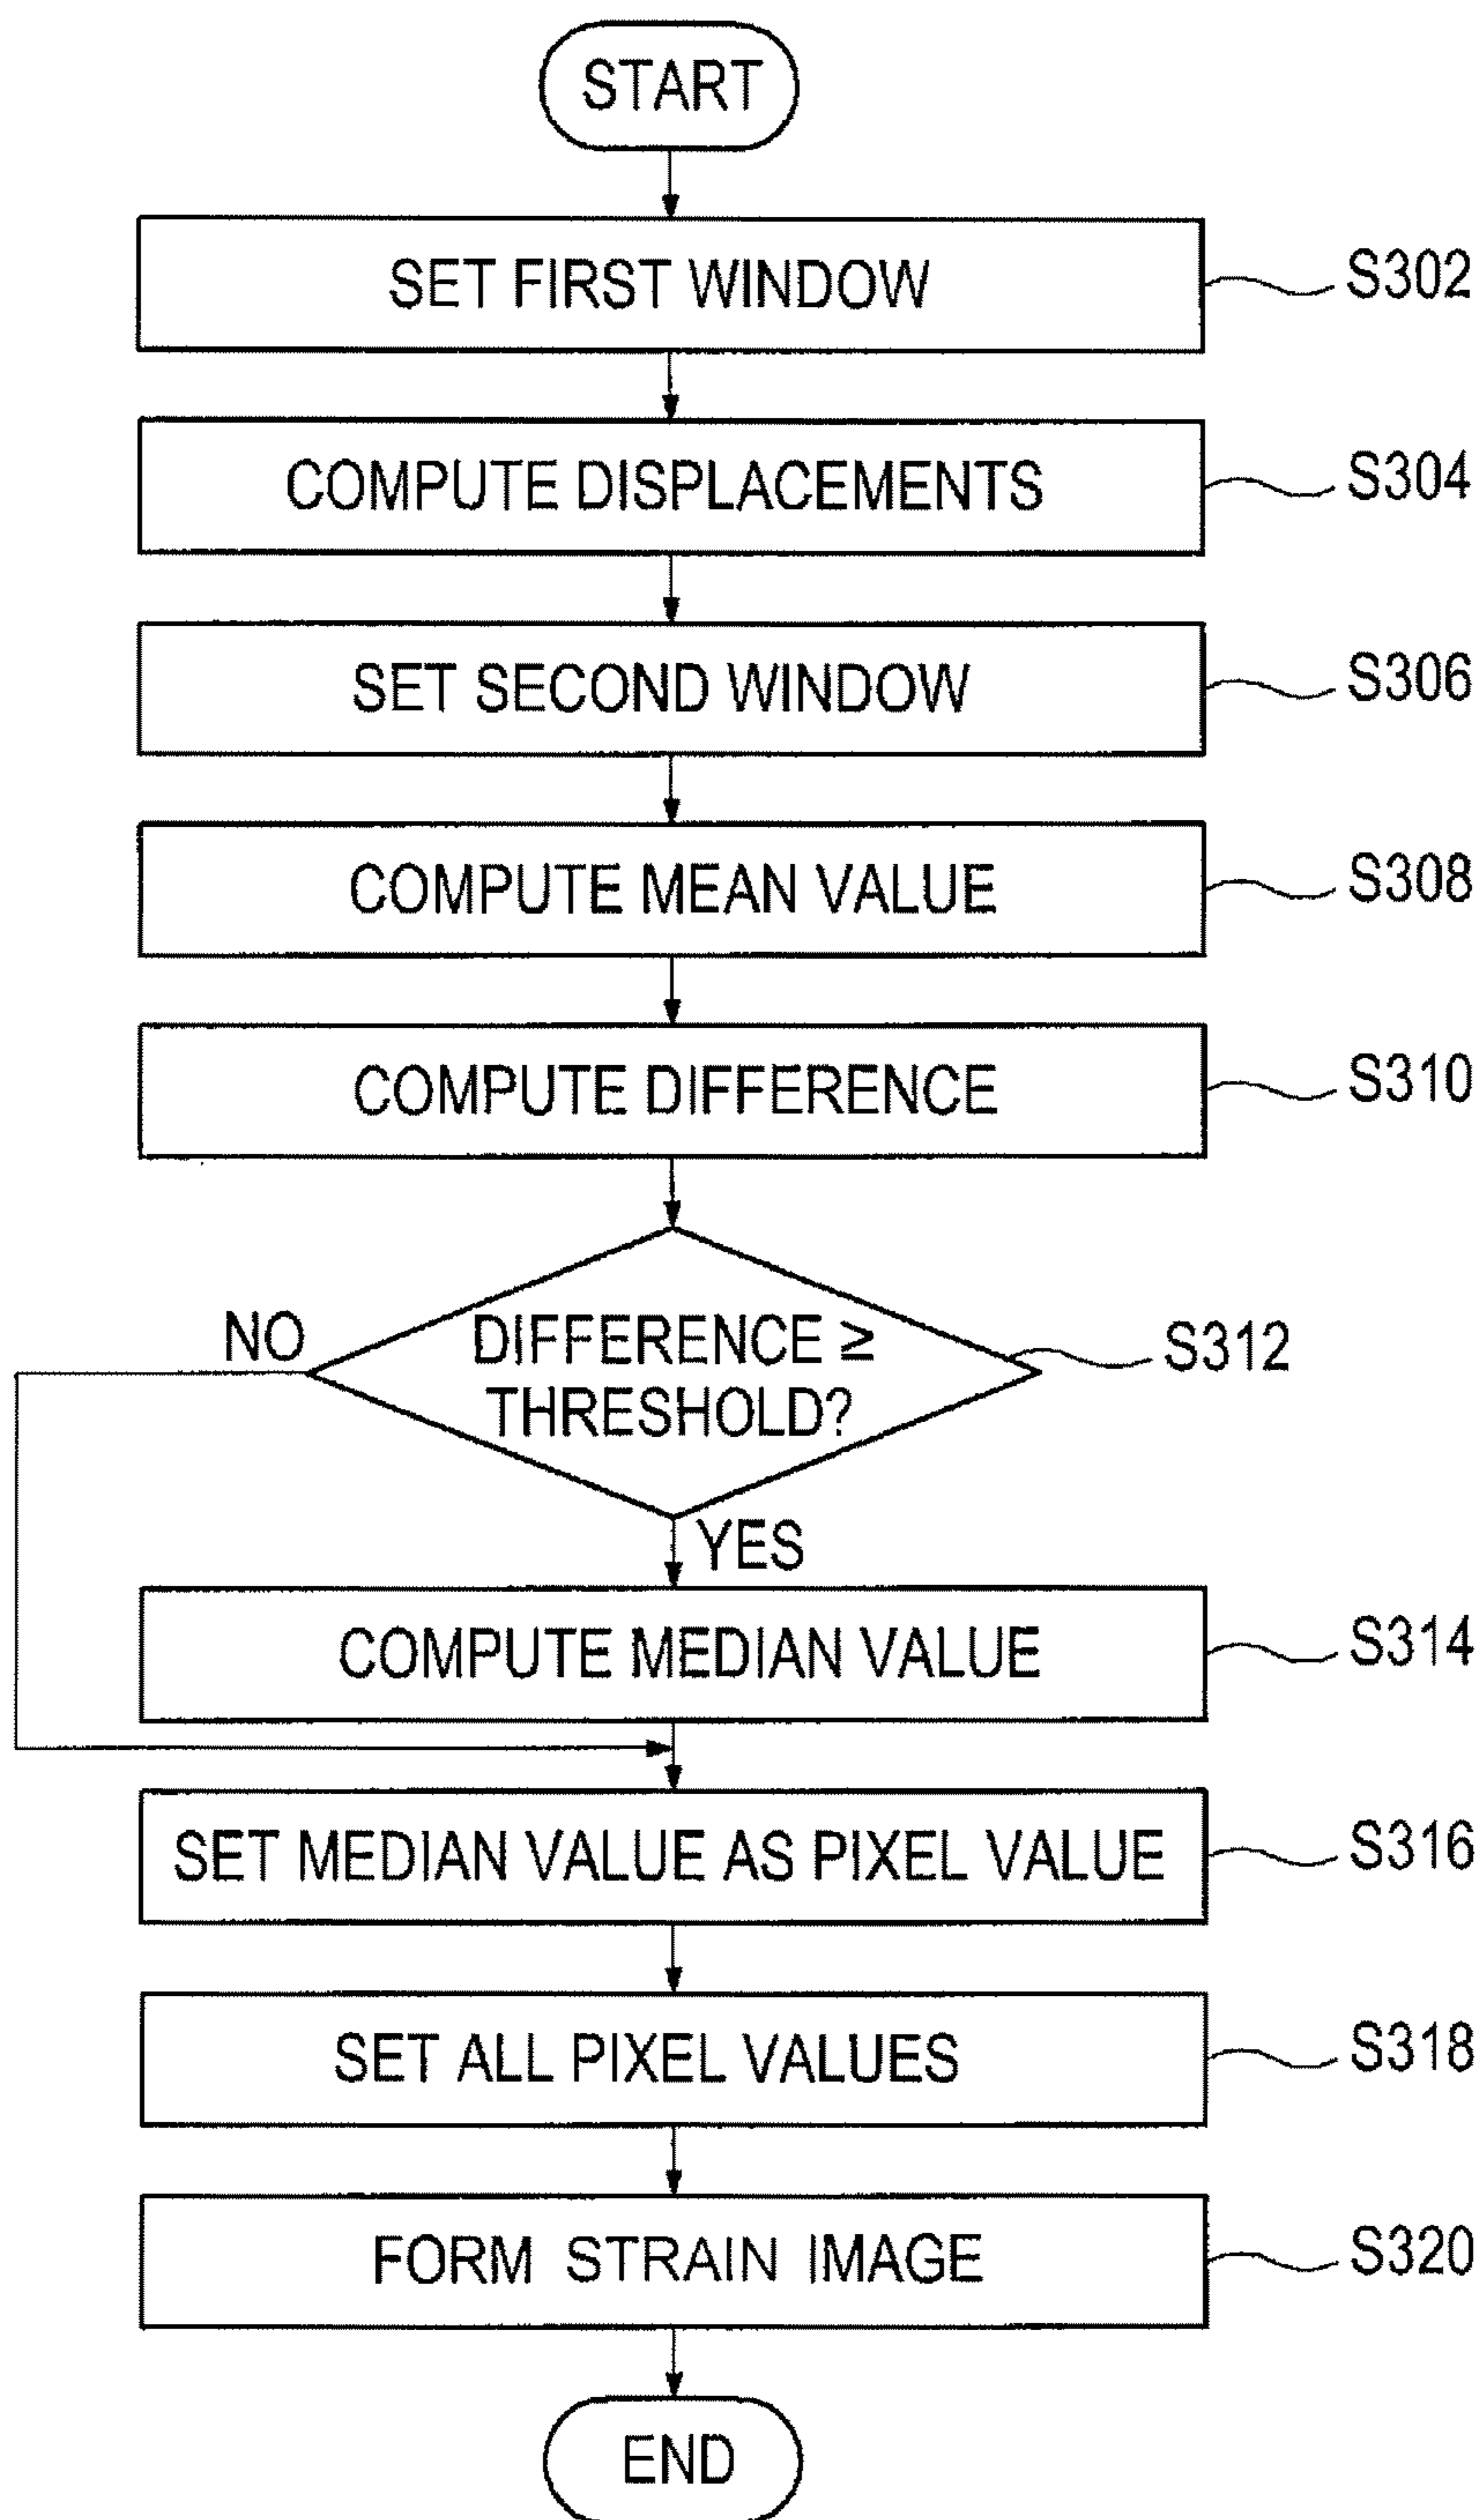 START
SET FIRST WINDOW
S302
COMPUTE DISPLACEMENTS
S304
SET SECOND WINDOW
S306
COMPUTE MEAN VALUE
S308
COMPUTE DIFFERENCE
S310
NO
DIFFERENCE ≥
THRESHOLD?
S312
YES
COMPUTE MEDIAN VALUE
S314
SET MEDIAN VALUE AS PIXEL VALUE
S316
SET ALL PIXEL VALUES
S318
FORM STRAIN IMAGE
S320
END